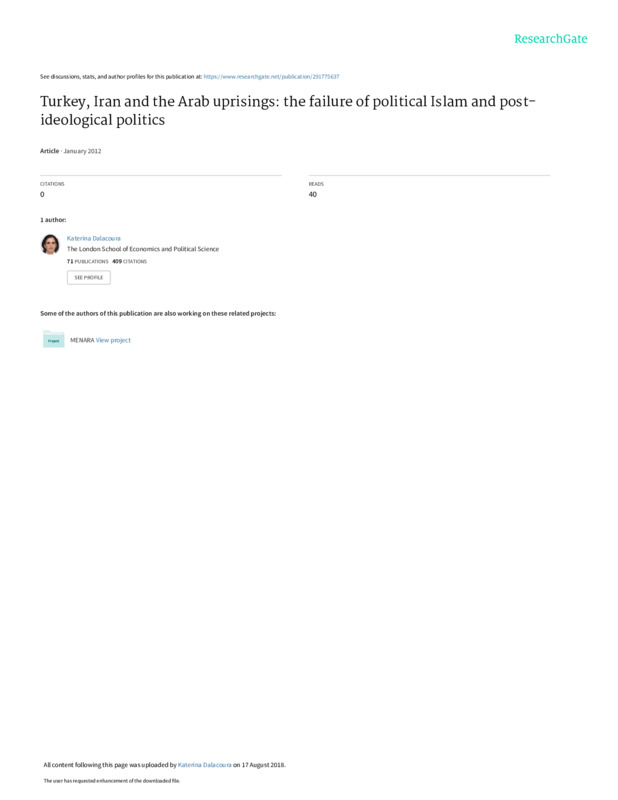 ResearchGate
See discussions, stats, and author profiles for this publication at: https://www.researchgate.net/publication/291775637
Turkey, Iran and the Arab uprisings: the failure of political Islam and post-
ideological politics
Article · January 2012
CITATIONS
0
READS
40
1 author:
Katerina Dalacoura
The London School of Economics and Political Science
71 PUBLICATIONS 409 CITATIONS
SEE PROFILE
Some of the authors of this publication are also working on these related projects:
Project
MENARA View project
All content following this page was uploaded by Katerina Dalacoura on 17 August 2018.
The user has requested enhancement of the downloaded file.